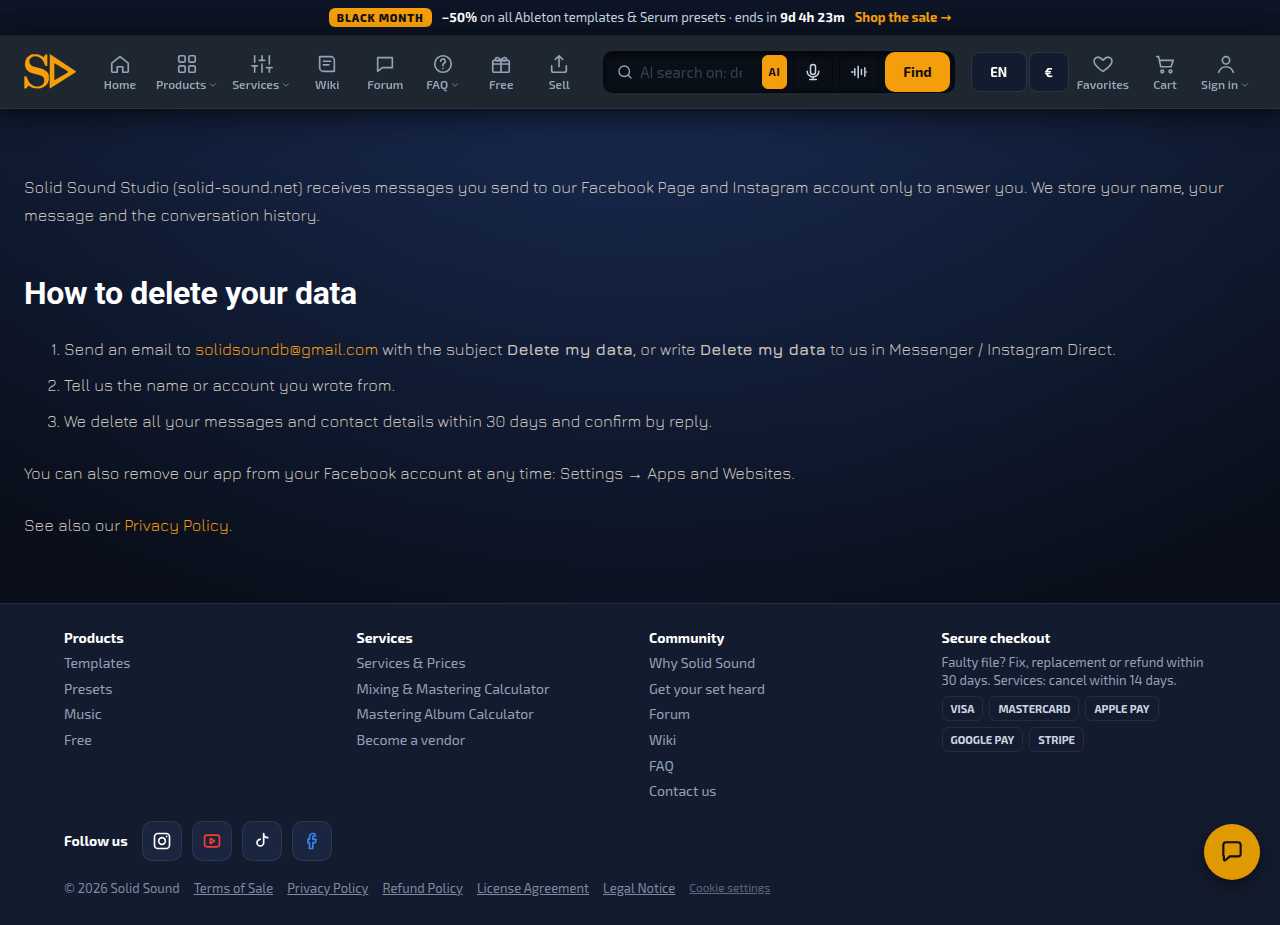 BLACK MONTH −50% on all Ableton templates & Serum presets · ends in 9d 4h 23m Shop the sale →
Home Products Services Wiki Forum FAQ Free Sell AI search on: dr AI Find EN € Favorites Cart Sign in
Solid Sound Studio (solid-sound.net) receives messages you send to our Facebook Page and Instagram account only to answer you. We store your name, your
message and the conversation history.
How to delete your data
1. Send an email to solidsoundb@gmail.com with the subject Delete my data, or write Delete my data to us in Messenger / Instagram Direct.
2. Tell us the name or account you wrote from.
3. We delete all your messages and contact details within 30 days and confirm by reply.
You can also remove our app from your Facebook account at any time: Settings → Apps and Websites.
See also our Privacy Policy.
Products
Templates
Presets
Music
Free
Services
Services & Prices
Mixing & Mastering Calculator
Mastering Album Calculator
Become a vendor
Community
Why Solid Sound
Get your set heard
Forum
Wiki
FAQ
Contact us
Secure checkout
Faulty file? Fix, replacement or refund within
30 days. Services: cancel within 14 days.
VISA MASTERCARD APPLE PAY
GOOGLE PAY STRIPE
Follow us
© 2026 Solid Sound Terms of Sale Privacy Policy Refund Policy License Agreement Legal Notice Cookie settings